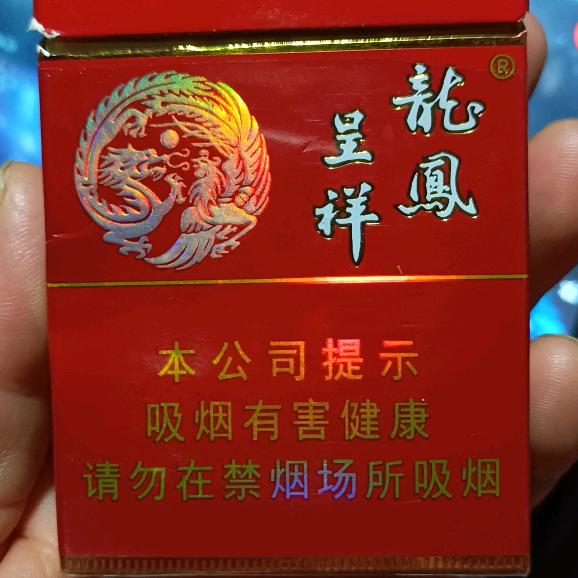 龍鳳
呈祥
®
本公司提示
吸烟有害健康
请勿在禁烟场所吸烟